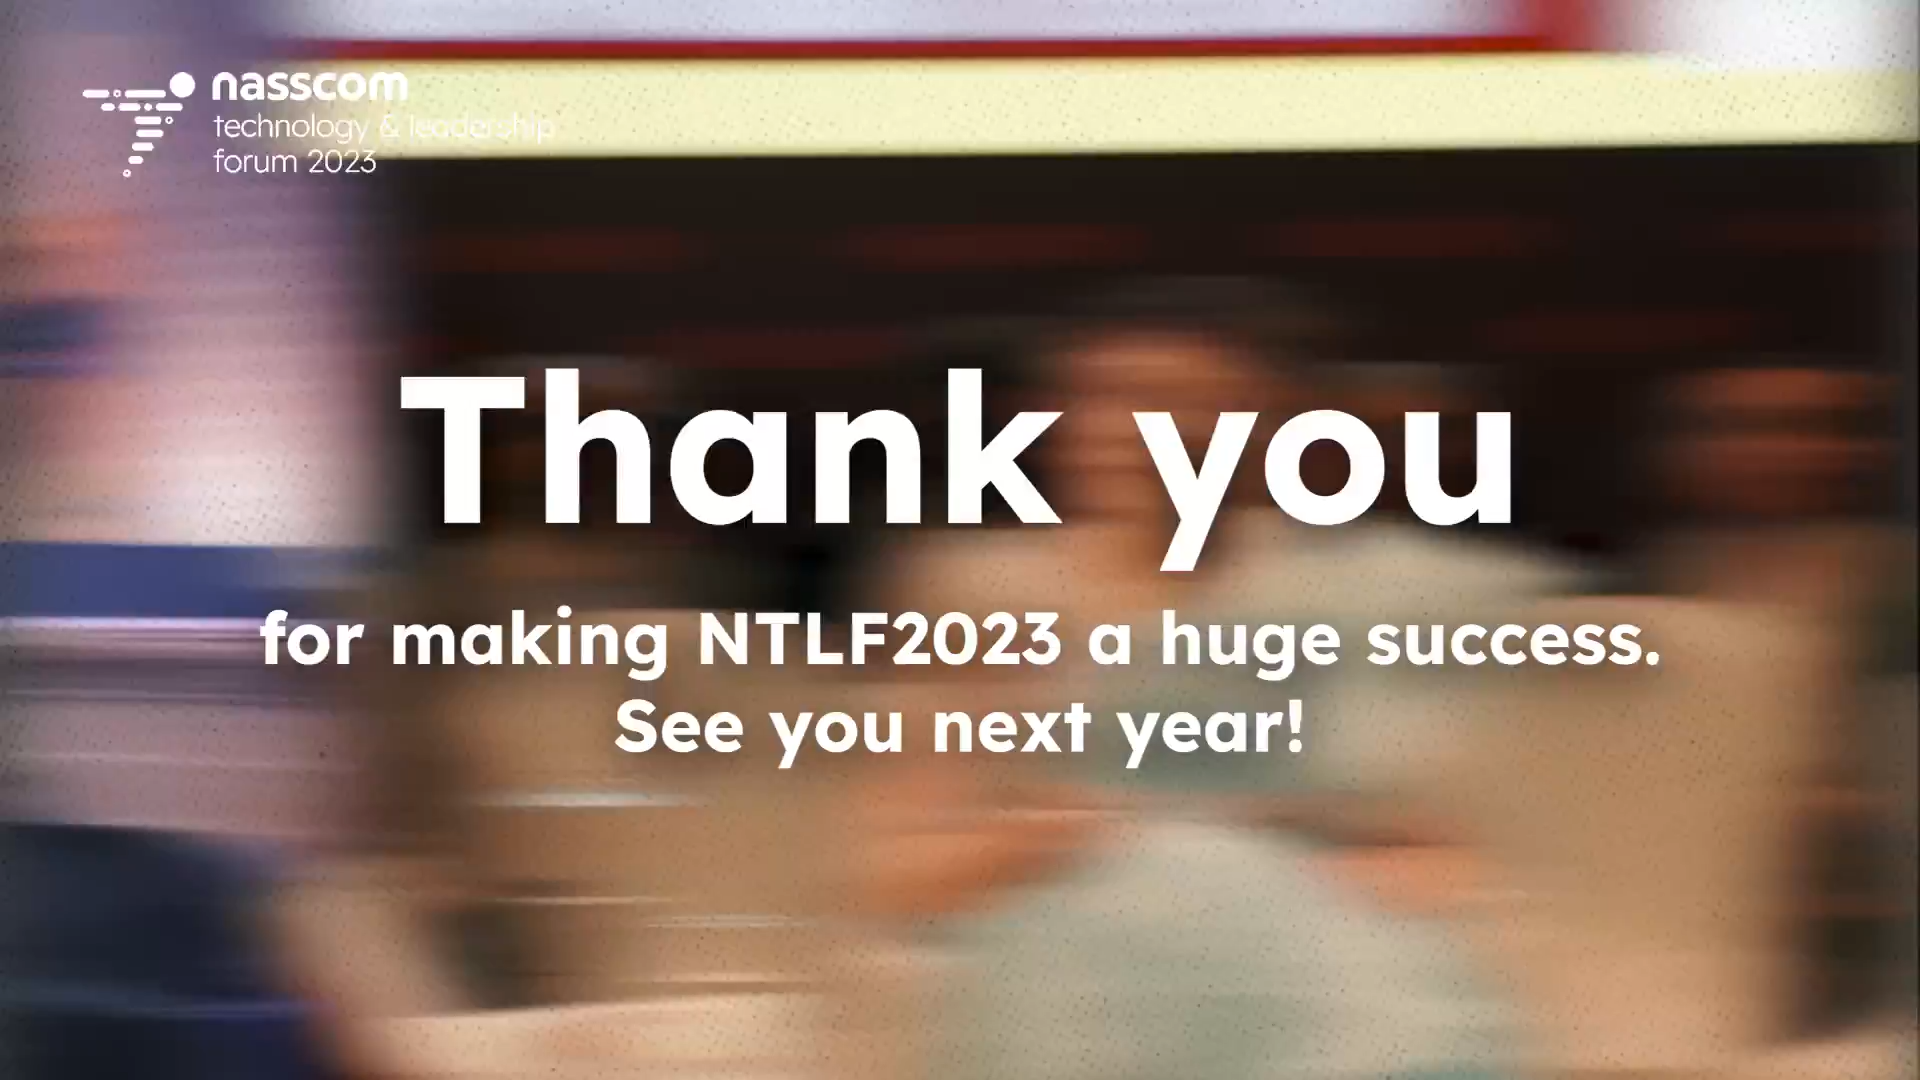 nasscom
technology & leadership
forum 2023
Thank you
for making NTLF2023 a huge success.
See you next year!